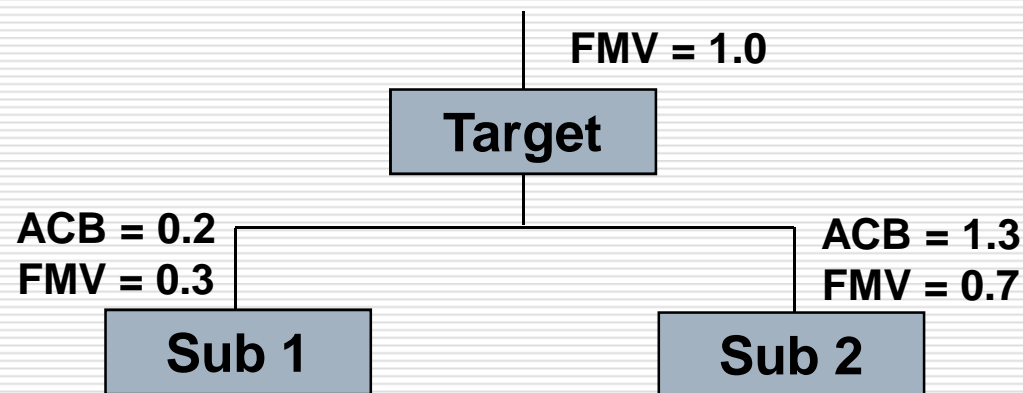 FMV = 1.0
Target
ACB = 0.2
FMV = 0.3
ACB = 1.3
FMV = 0.7
Sub 1
Sub 2